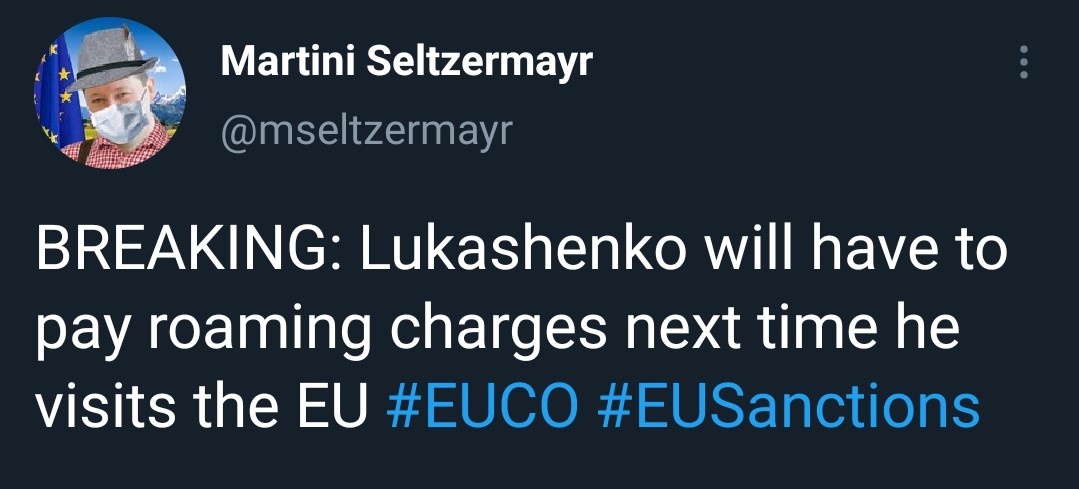 Martini Seltzermayr
@mseltzermayr
BREAKING: Lukashenko will have to
pay roaming charges next time he
visits the EU #EUCO #EUSanctions